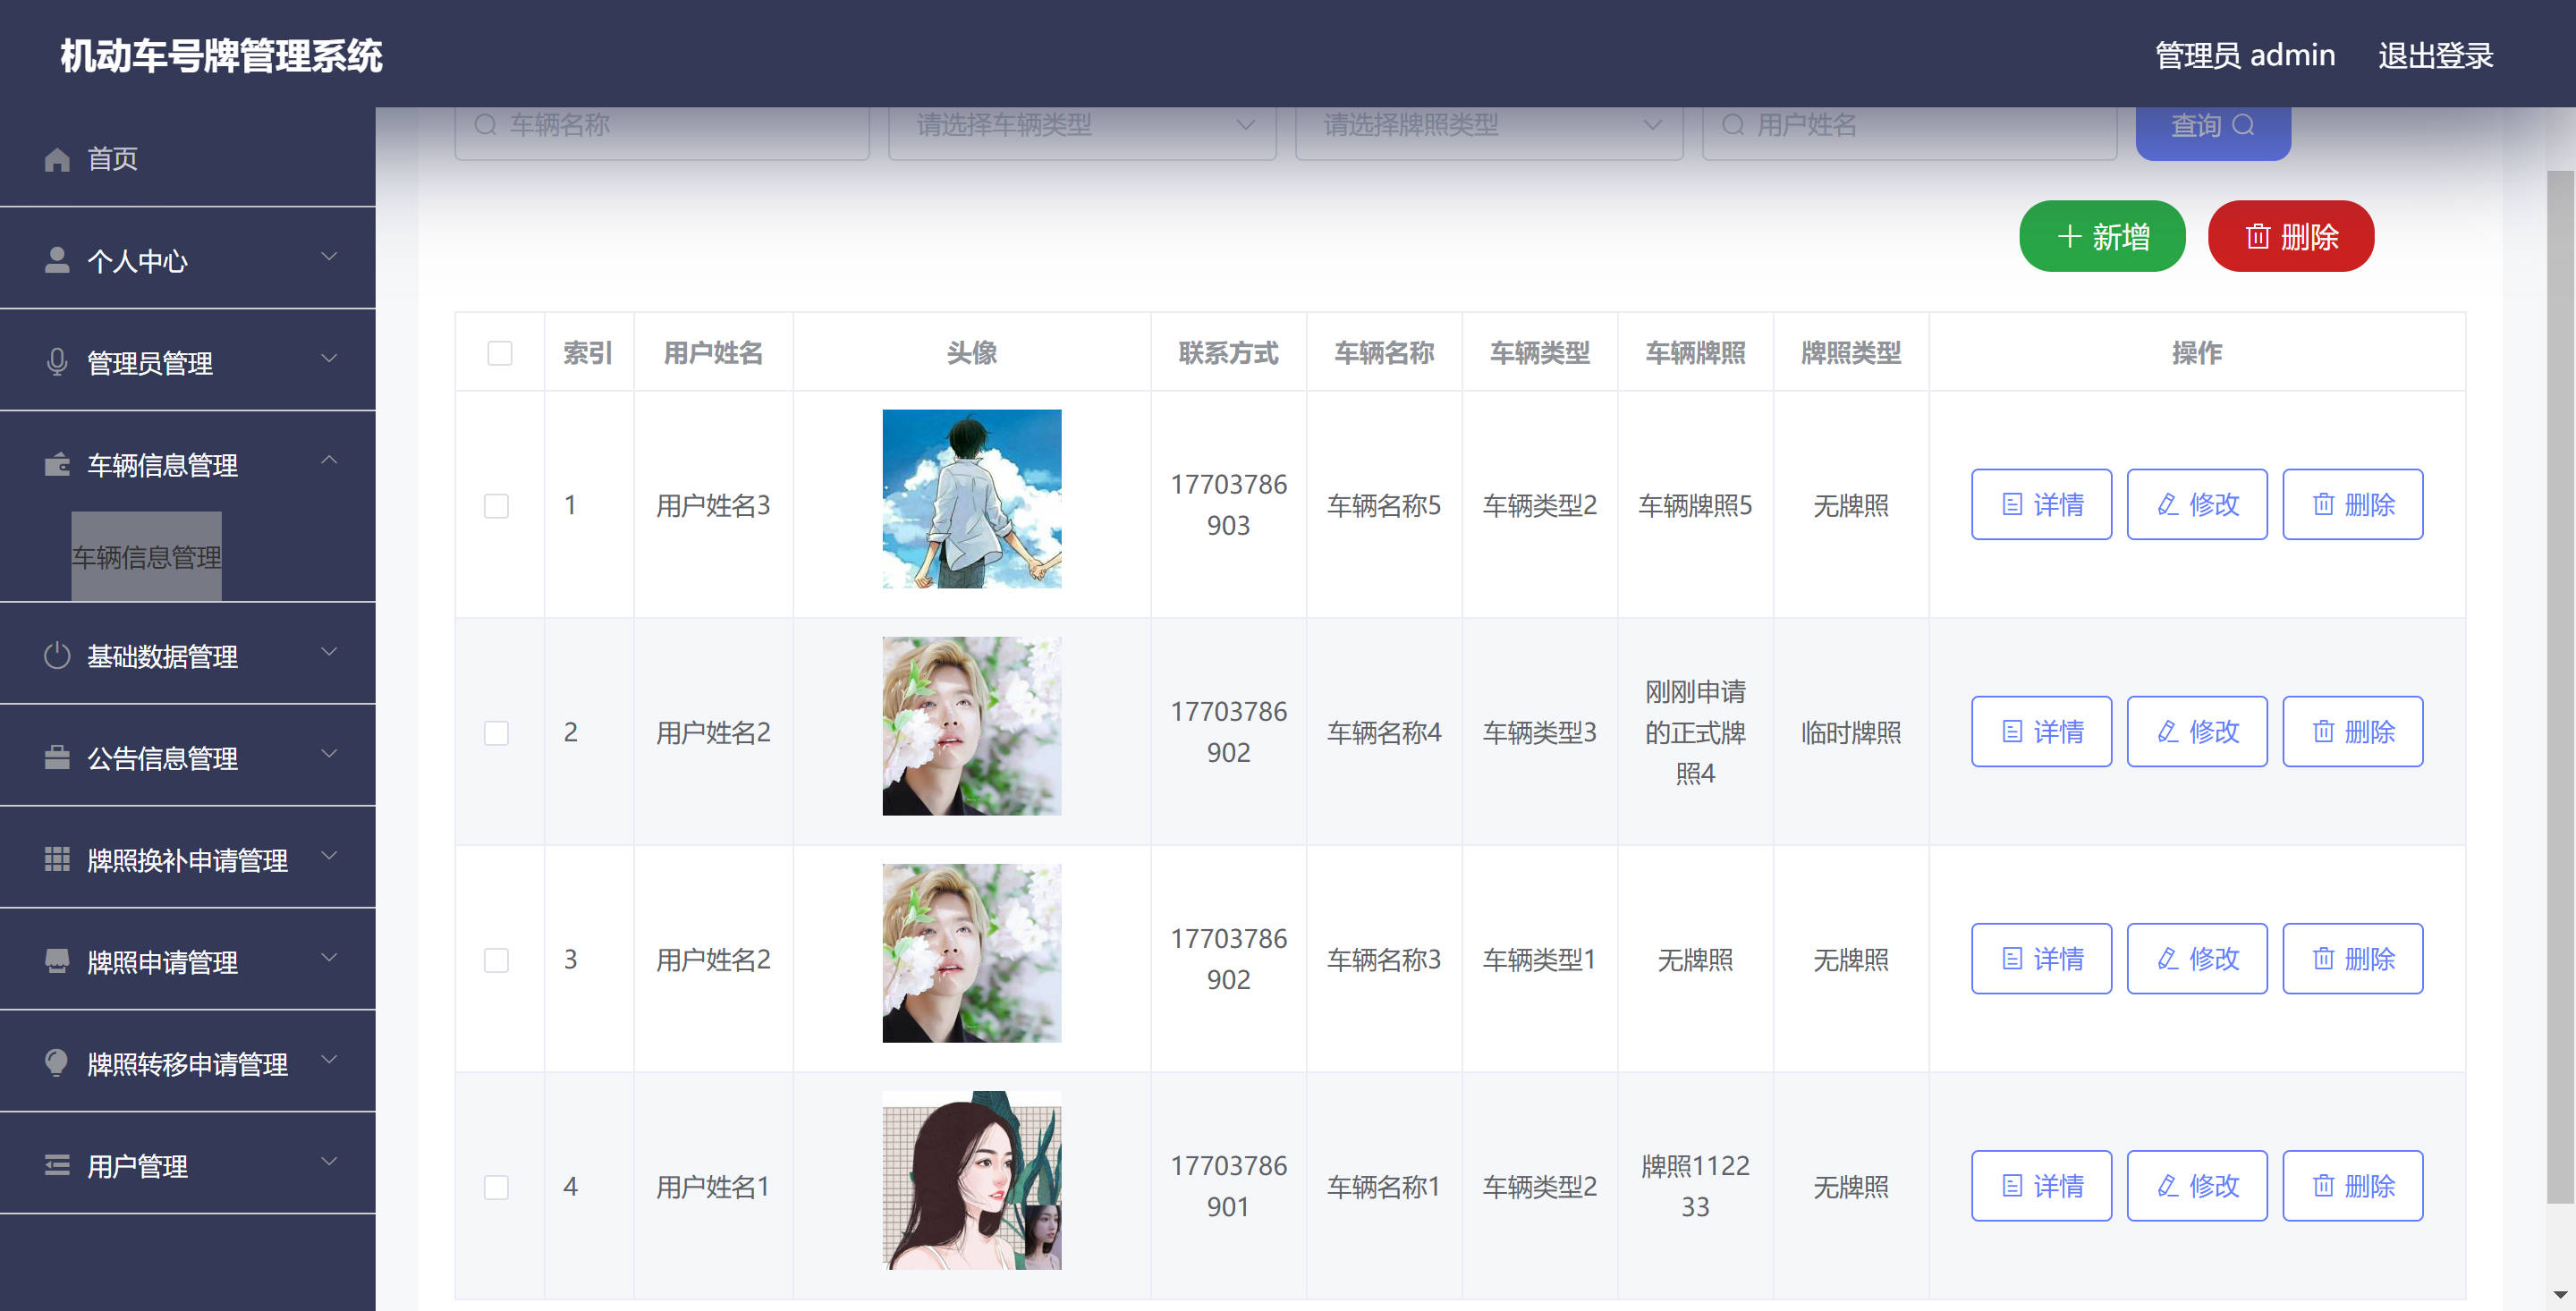 机动车号牌管理系统
管理员 admin 退出登录
首页
个人中心
管理员管理
车辆信息管理
车辆信息管理
基础数据管理
公告信息管理
牌照换补申请管理
牌照申请管理
牌照转移申请管理
用户管理
车辆名称 请选择车辆类型 请选择牌照类型 用户姓名 查询
新增 删除
索引 用户姓名 头像 联系方式 车辆名称 车辆类型 车辆牌照 牌照类型 操作
1 用户姓名3 17703786
903 车辆名称5 车辆类型2 车辆牌照5 无牌照 详情 修改 删除
2 用户姓名2 17703786
902 车辆名称4 车辆类型3 刚刚申请
的正式牌
照4 临时牌照 详情 修改 删除
3 用户姓名2 17703786
902 车辆名称3 车辆类型1 无牌照 无牌照 详情 修改 删除
4 用户姓名1 17703786
901 车辆名称1 车辆类型2 牌照1122
33 无牌照 详情 修改 删除